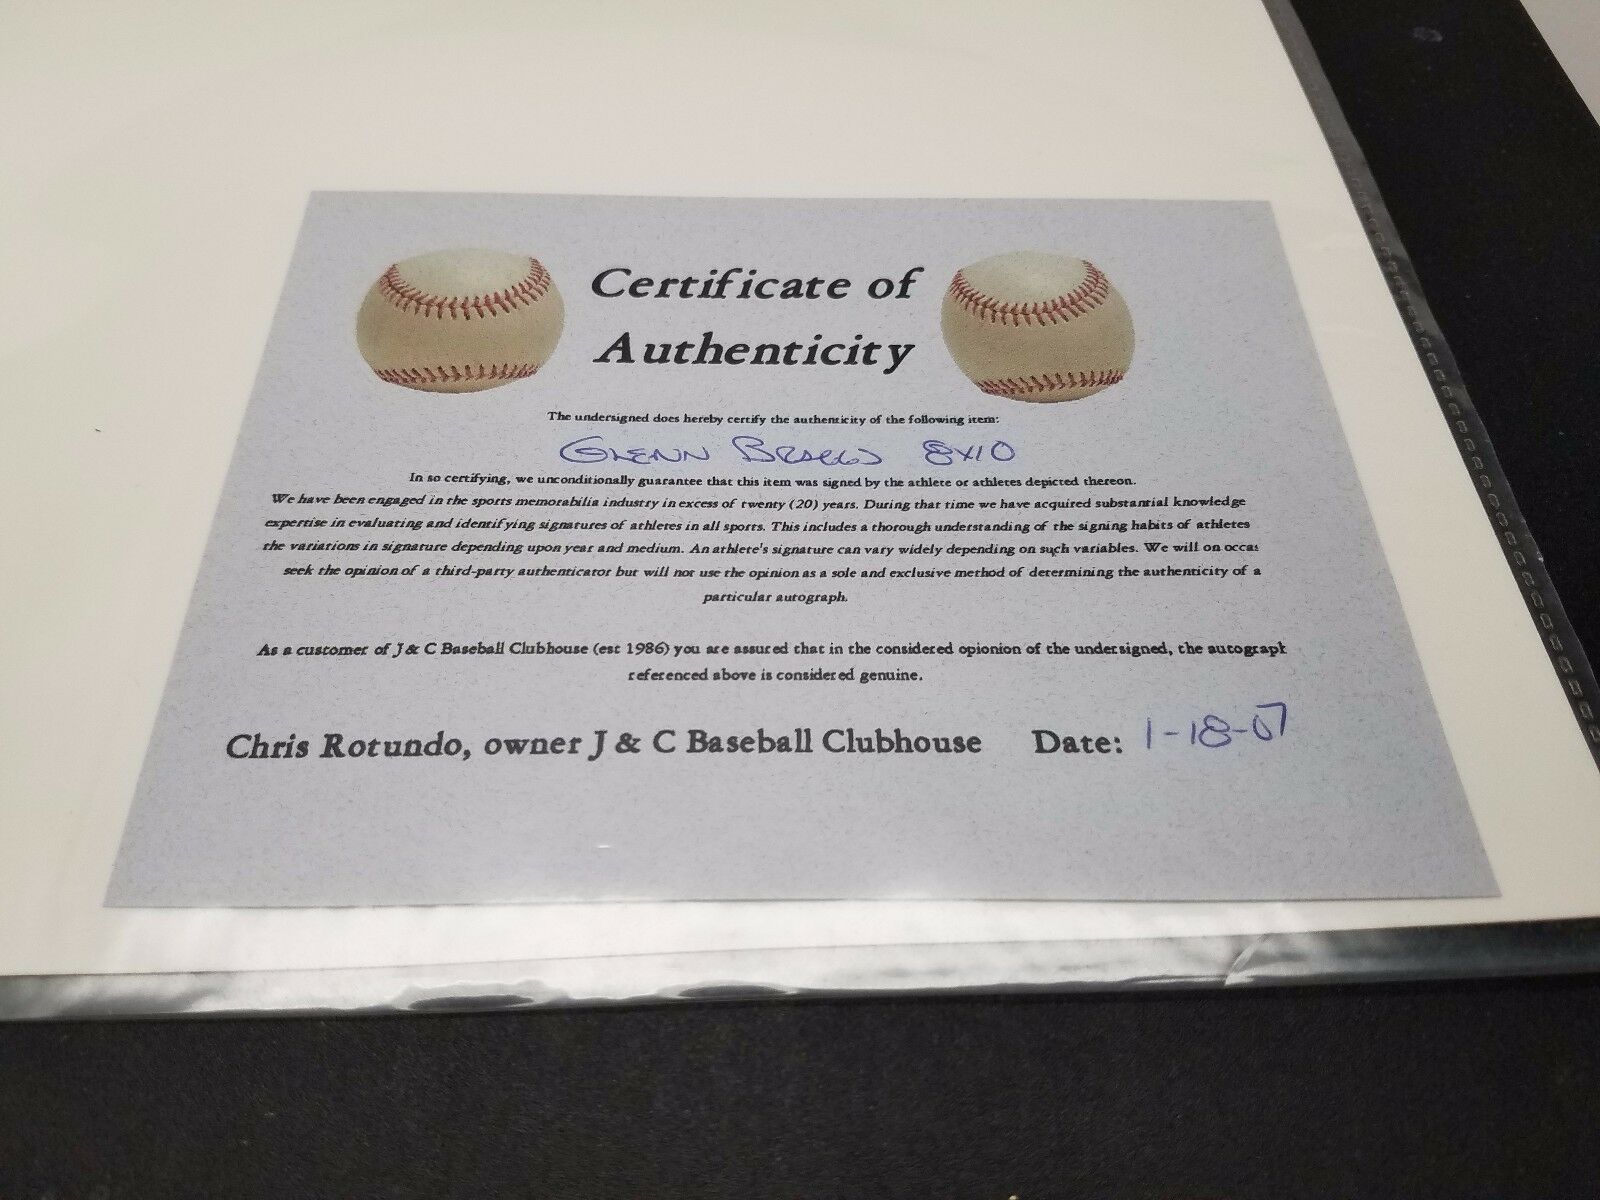 Certificate of
Authenticity
The undersigned does hereby certify the authenticity of the following item:
GLENN BRAGGS 8x10
In so certifying, we unconditionally guarantee that this item was signed by the athlete or athletes depicted thereon.
We have been engaged in the sports memorabilia industry in excess of twenty (20) years. During that time we have acquired substantial knowledge
expertise in evaluating and identifying signatures of athletes in all sports. This includes a thorough understanding of the signing habits of athletes
the variations in signature depending upon year and medium. An athlete's signature can vary widely depending on such variables. We will on occas
seek the opinion of a third-party authenticator but will not use the opinion as a sole and exclusive method of determining the authenticity of a
particular autograph.
As a customer of J & C Baseball Clubhouse (est 1986) you are assured that in the considered opionion of the undersigned, the autograph
referenced above is considered genuine.
Chris Rotundo, owner J & C Baseball Clubhouse Date: 1-18-07